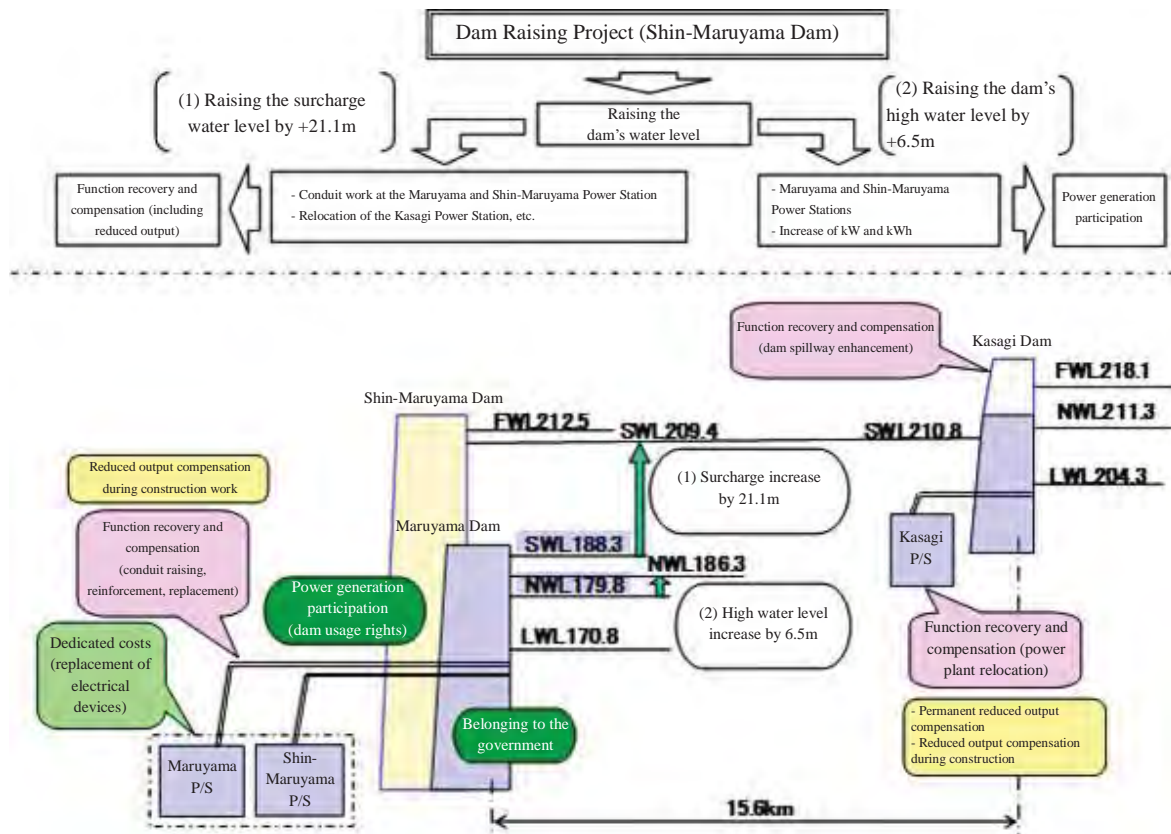 Dam Raising Project (Shin-Maruyama Dam)
(1) Raising the surcharge
water level by +21.1m
Raising the
dam's water level
(2) Raising the dam's
high water level by
+6.5m
Function recovery and
compensation (including
reduced output)
- Conduit work at the Maruyama and Shin-Maruyama Power Station
- Relocation of the Kasagi Power Station, etc.
- Maruyama and Shin-Maruyama
Power Stations
- Increase of kW and kWh
Power generation
participation
Function recovery and compensation
(dam spillway enhancement)
Kasagi Dam
FWL218.1
NWL211.3
LWL204.3
Shin-Maruyama Dam
FWL212.5
SWL209.4
SWL210.8
Reduced output compensation
during construction work
(1) Surcharge increase
by 21.1m
Function recovery and
compensation
(conduit raising,
reinforcement, replacement)
Maruyama Dam
SWL188.3
NWL186.3
NWL179.8
LWL170.8
Kasagi
P/S
Power generation
participation
(dam usage rights)
(2) High water level
increase by 6.5m
Function recovery and
compensation (power
plant relocation)
Dedicated costs
(replacement of
electrical
devices)
Belonging to the
government
- Permanent reduced output
compensation
- Reduced output compensation
during construction
Maruyama
P/S
Shin-
Maruyama
P/S
15.6km